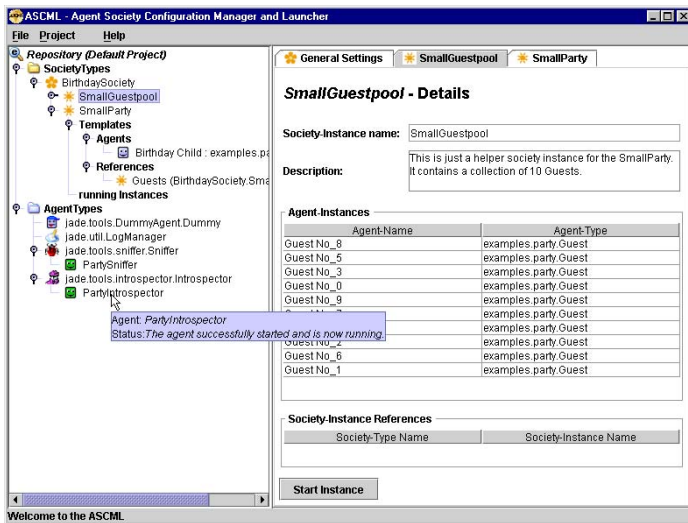 ASCML - Agent Society Configuration Manager and Launcher
File Project Help
Repository (Default Project)
SocietyTypes
BirthdaySociety
SmallGuestpool
SmallParty
Templates
Agents
Birthday Child : examples.pa
References
Guests (BirthdaySociety.Sma
running Instances
AgentTypes
jade.tools.DummyAgent.Dummy
jade.util.LogManager
jade.tools.sniffer.Sniffer
PartySniffer
jade.tools.introspector.Introspector
PartyIntrospector
Agent: PartyIntrospector
Status:The agent successfully started and is now running.
General Settings SmallGuestpool SmallParty
SmallGuestpool - Details
Society-Instance name: SmallGuestpool
Description:
This is just a helper society instance for the SmallParty.
It contains a collection of 10 Guests.
Agent-Instances
Agent-Name Agent-Type
Guest No_8 examples.party.Guest
Guest No_5 examples.party.Guest
Guest No_3 examples.party.Guest
Guest No_0 examples.party.Guest
Guest No_9 examples.party.Guest
examples.party.Guest
examples.party.Guest
Guest No_2 examples.party.Guest
Guest No_6 examples.party.Guest
Guest No_1 examples.party.Guest
Society-Instance References
Society-Type Name Society-Instance Name
Start Instance
Welcome to the ASCML